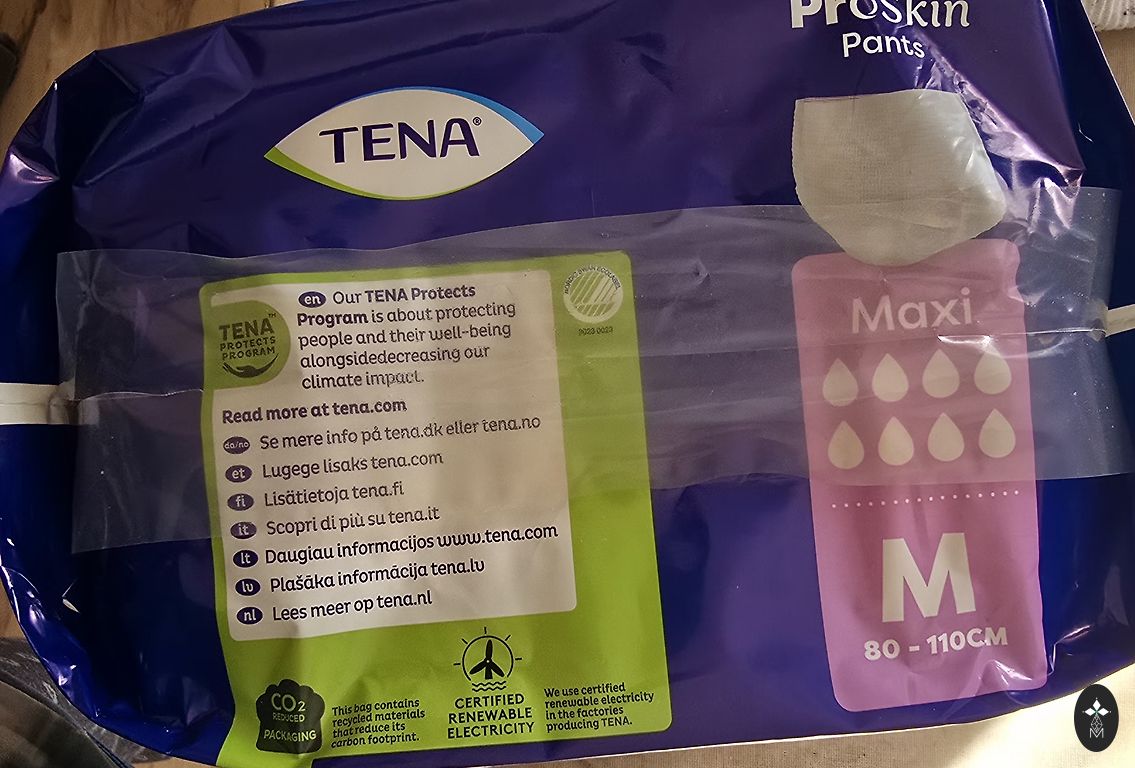 ProSkin
Pants
TENA®
en Our TENA Protects
Program is about protecting
people and their well-being
alongsidedecreasing our
climate impact.
TENA™
PROTECTS
PROGRAM
NORDIC SWAN ECOLABEL
Read more at tena.com
da/no Se mere info på tena.dk eller tena.no
et Lugege lisaks tena.com
fi Lisätietoja tena.fi
it Scopri di più su tena.it
lt Daugiau informacijos www.tena.com
lv Plašāka informācija tena.lv
nl Lees meer op tena.nl
CO2
REDUCED
PACKAGING
This bag contains
recycled materials
that reduce its
carbon footprint.
CERTIFIED
RENEWABLE
ELECTRICITY
We use certified
renewable electricity
in the factories
producing TENA.
Maxi
M
80 - 110CM
M